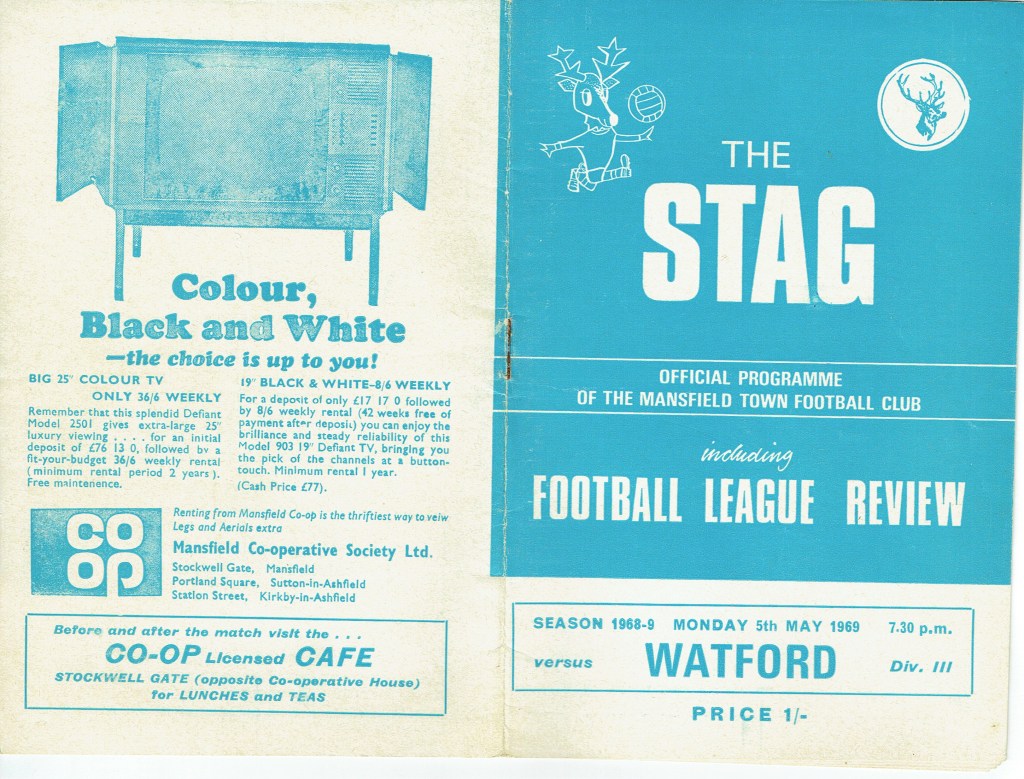 Colour,
Black and White
—the choice is up to you!
BIG 25" COLOUR TV
ONLY 36/6 WEEKLY
Remember that this splendid Defiant
Model 2501 gives extra-large 25"
luxury viewing . . . . for an initial
deposit of £76 13 0, followed by a
fit-your-budget 36/6 weekly rental
(minimum rental period 2 years).
Free maintenence.
19" BLACK & WHITE–8/6 WEEKLY
For a deposit of only £17 17 0 followed
by 8/6 weekly rental (42 weeks free of
payment after deposit) you can enjoy the
brilliance and steady reliability of this
Model 903 19" Defiant TV, bringing you
the pick of the channels at a button-
touch. Minimum rental 1 year.
(Cash Price £77).
CO
OP
Renting from Mansfield Co-op is the thriftiest way to veiw
Legs and Aerials extra
Mansfield Co-operative Society Ltd.
Stockwell Gate, Mansfield
Portland Square, Sutton-in-Ashfield
Station Street, Kirkby-in-Ashfield
Before and after the match visit the . . .
CO-OP Licensed CAFE
STOCKWELL GATE (opposite Co-operative House)
for LUNCHES and TEAS
THE
STAG
OFFICIAL PROGRAMME
OF THE MANSFIELD TOWN FOOTBALL CLUB
including
FOOTBALL LEAGUE REVIEW
SEASON 1968-9 MONDAY 5th MAY 1969 7.30 p.m.
versus WATFORD Div. III
PRICE 1/-